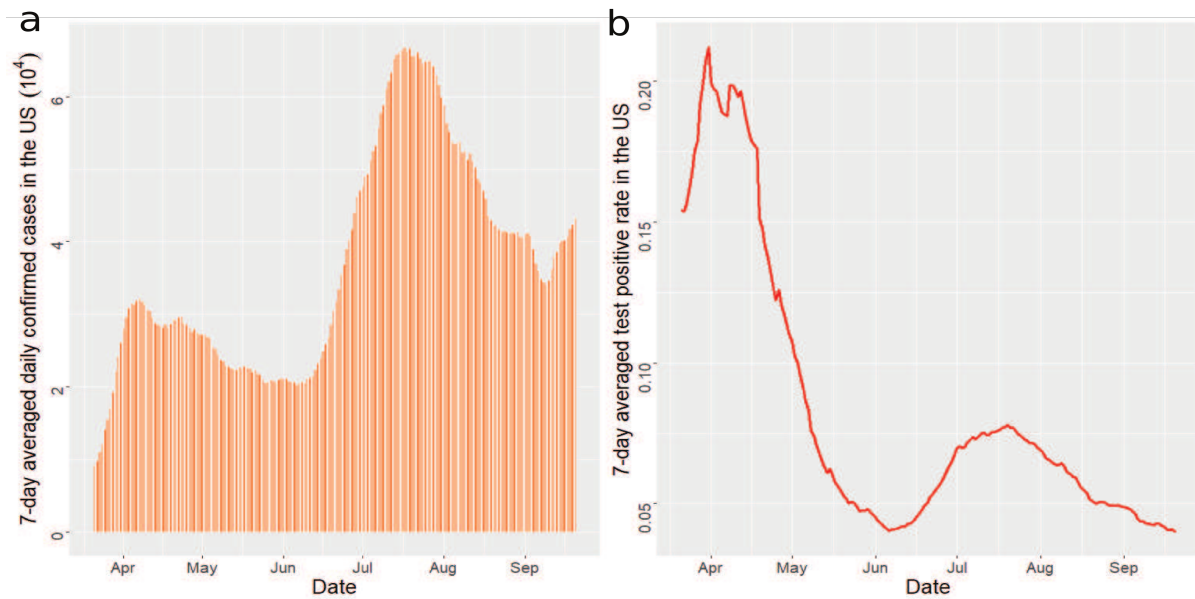 a
7-day averaged daily confirmed cases in the US (10⁴)
6
4
2
0
Apr May Jun Jul Aug Sep
Date
b
7-day averaged test positive rate in the US
0.20
0.15
0.10
0.05
Apr May Jun Jul Aug Sep
Date